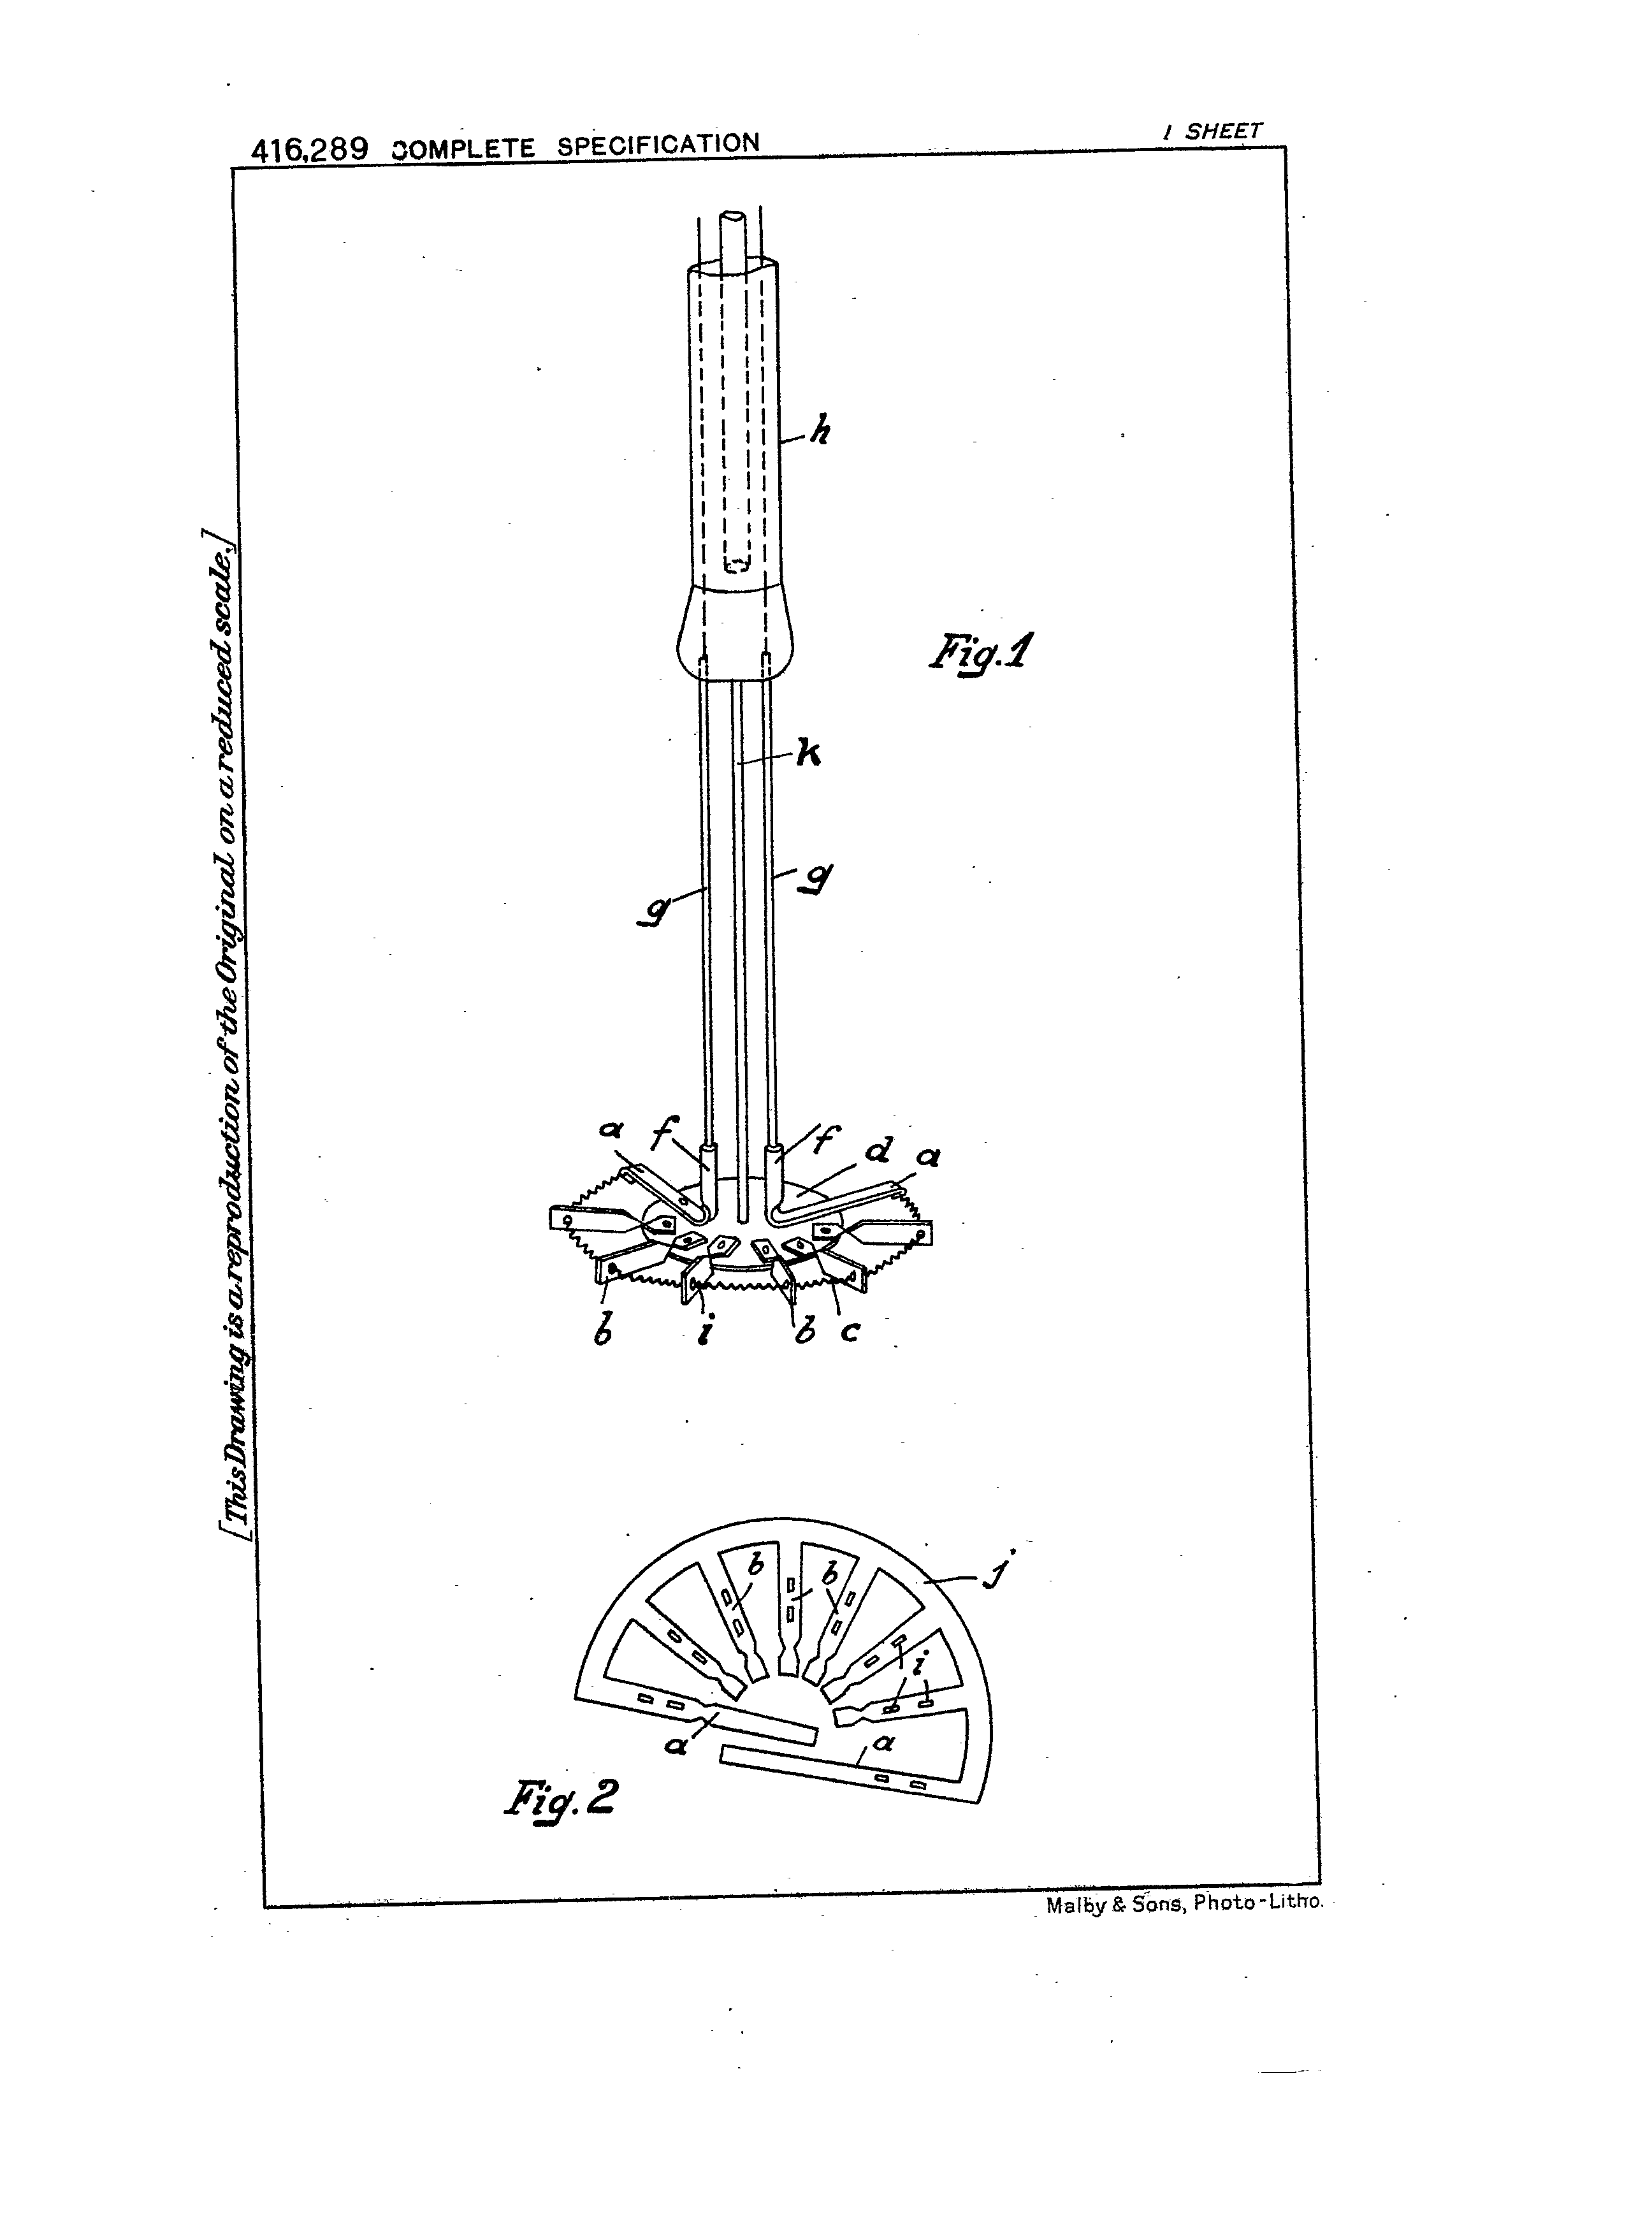 416,289 COMPLETE SPECIFICATION
1 SHEET
[This Drawing is a reproduction of the Original on a reduced scale.]
h
Fig.1
k
g
g
a
f
f
d
a
b
i
b
c
b
b
j
i
a
a
Fig.2
Malby & Sons, Photo-Litho.